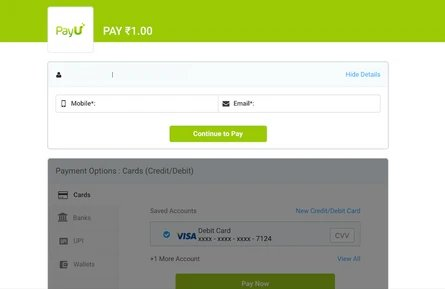 PayU
PAY ₹1.00
Hide Details
Mobile*:
Email*:
Continue to Pay
Payment Options : Cards (Credit/Debit)
Cards
Banks
UPI
Wallets
Saved Accounts
New Credit/Debit Card
VISA
Debit Card
xxxx - xxxx - xxxx - 7124
CVV
+1 More Account
View All
Pay Now